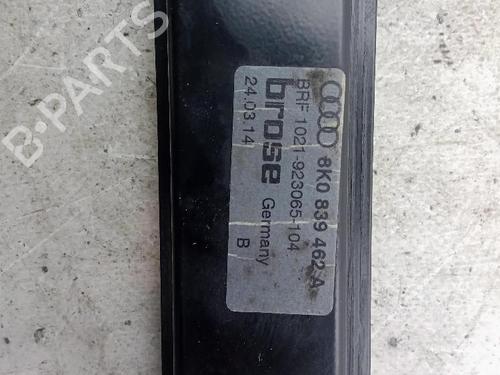 8K0 839 462 A
BRF 1021-923065-104
brose Germany
24.03.14 B
B-PARTS